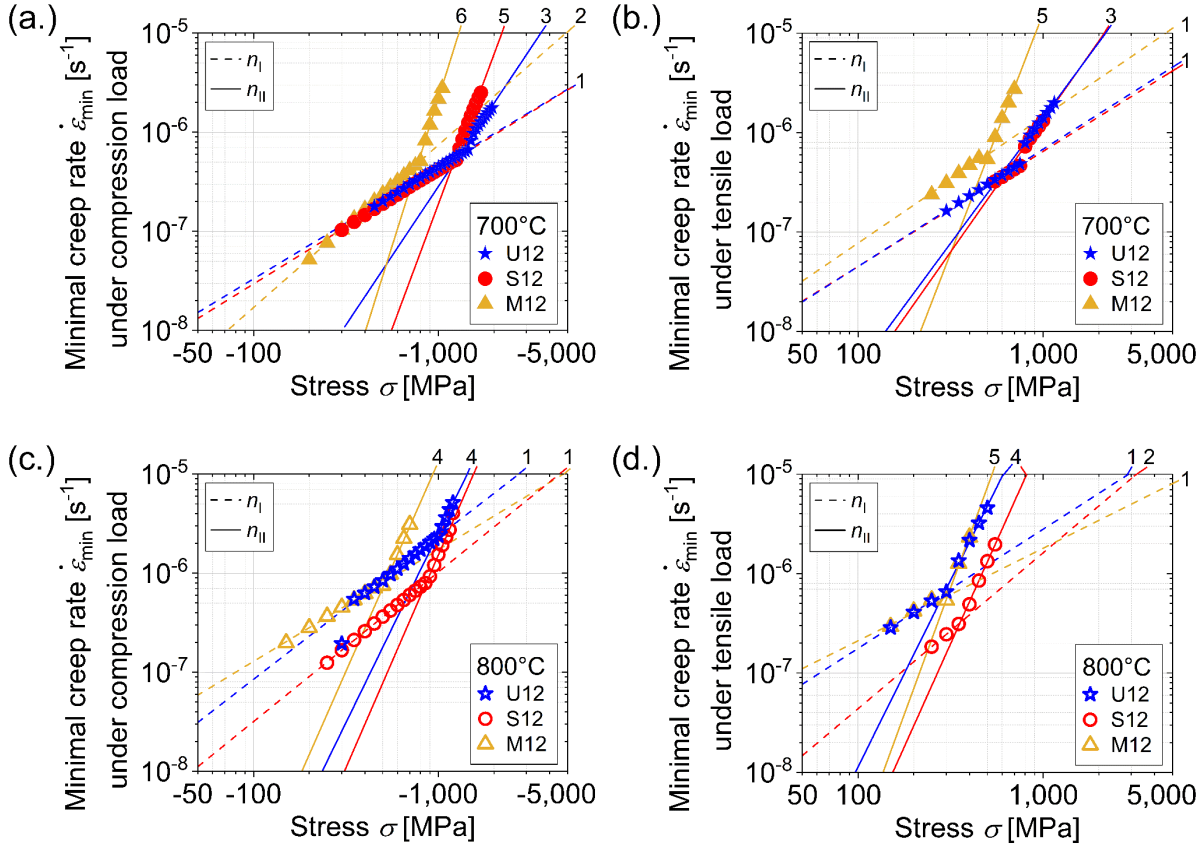 (a.)
6 5 3 2
1
10⁻⁵
10⁻⁶
10⁻⁷
10⁻⁸
Minimal creep rate ε̇min [s⁻¹]
under compression load
nI
nII
700°C
U12
S12
M12
-50 -100 -1,000 -5,000
Stress σ [MPa]
(b.)
5 3
1
1
10⁻⁵
10⁻⁶
10⁻⁷
10⁻⁸
Minimal creep rate ε̇min [s⁻¹]
under tensile load
nI
nII
700°C
U12
S12
M12
50 100 1,000 5,000
Stress σ [MPa]
(c.)
4 4 1 1
10⁻⁵
10⁻⁶
10⁻⁷
10⁻⁸
Minimal creep rate ε̇min [s⁻¹]
under compression load
nI
nII
800°C
U12
S12
M12
-50 -100 -1,000 -5,000
Stress σ [MPa]
(d.)
5 4 1 2
1
10⁻⁵
10⁻⁶
10⁻⁷
10⁻⁸
Minimal creep rate ε̇min [s⁻¹]
under tensile load
nI
nII
800°C
U12
S12
M12
50 100 1,000 5,000
Stress σ [MPa]